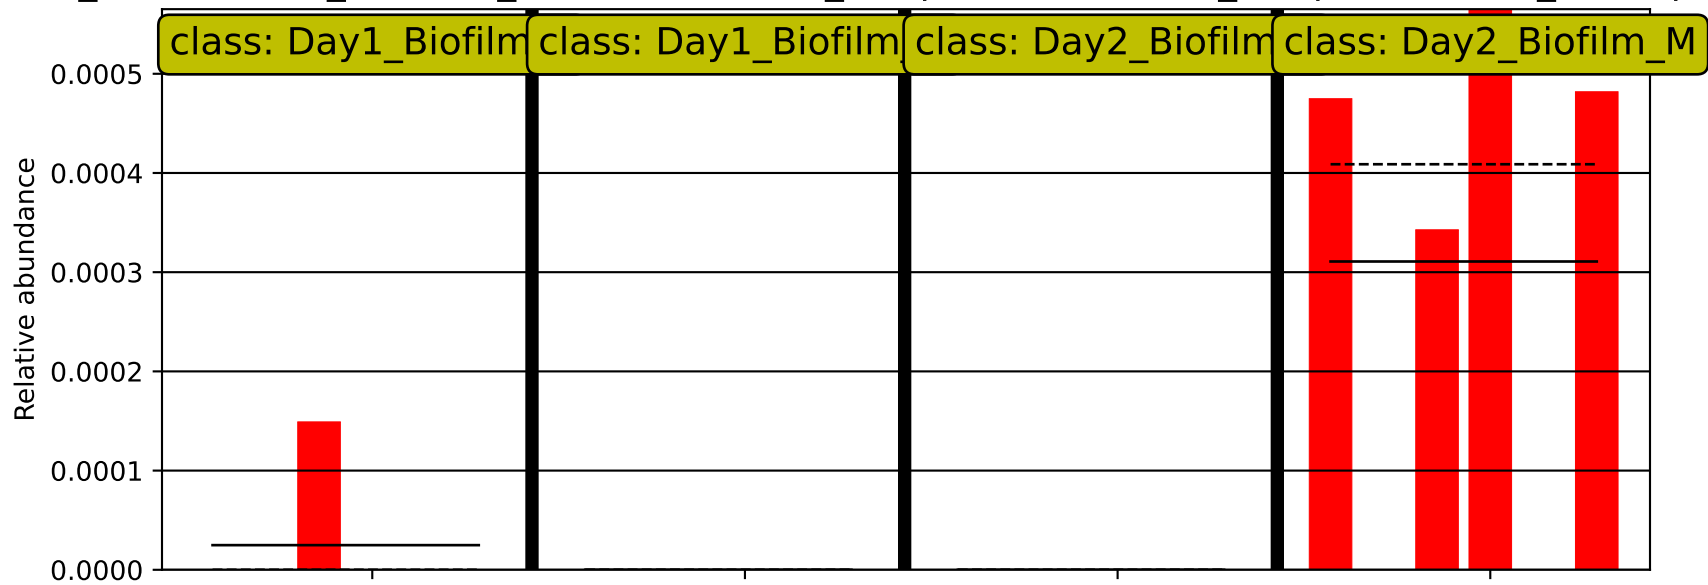 class: Day1_Biofilm
class: Day1_Biofilm
class: Day2_Biofilm
class: Day2_Biofilm_M
0.0005
0.0004
0.0003
0.0002
0.0001
0.0000
Relative abundance